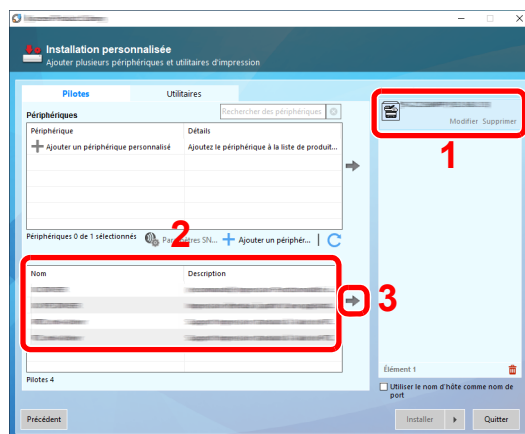 Installation personnalisée
Ajouter plusieurs périphériques et utilitaires d'impression
Pilotes
Utilitaires
Périphériques
Rechercher des périphériques
Périphérique
Détails
Ajouter un périphérique personnalisé
Ajoutez le périphérique à la liste de produit...
Modifier Supprimer
1
Périphériques 0 de 1 sélectionnés
Paramètres SN...
Ajouter un périphér...
2
Nom
Description
3
Pilotes 4
Élément 1
Utiliser le nom d'hôte comme nom de
port
Précédent
Installer
Quitter